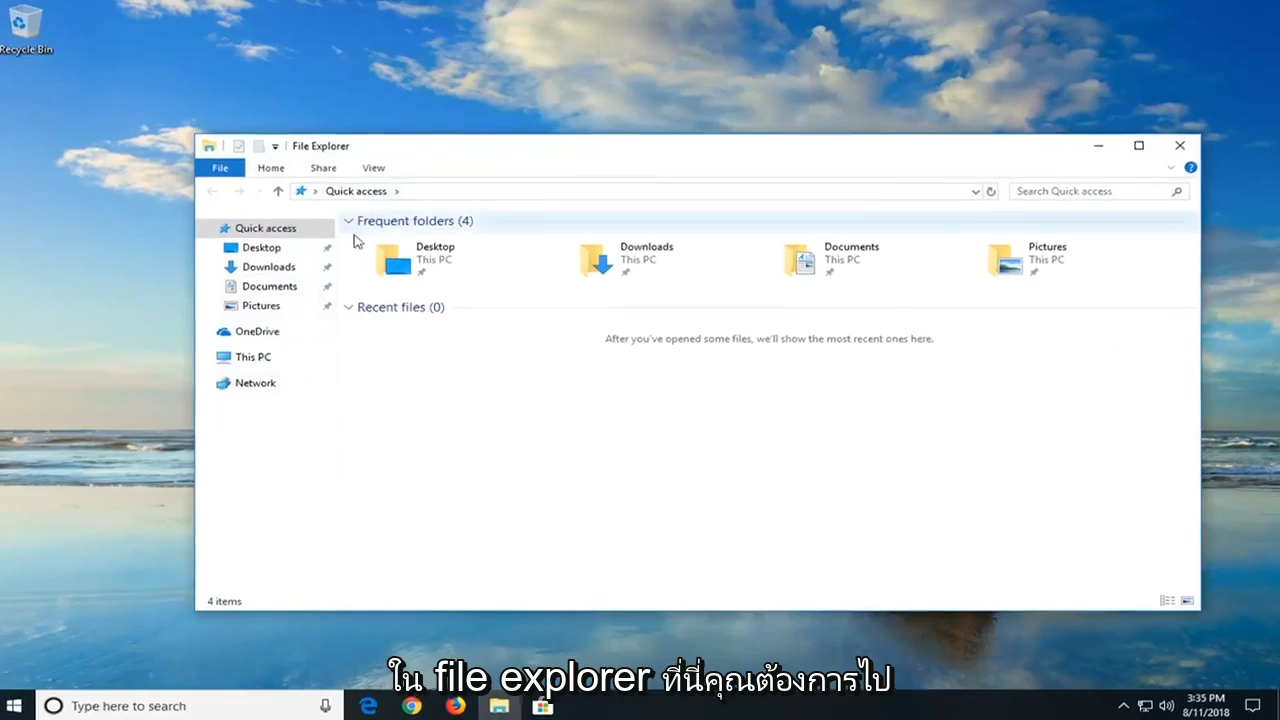 Recycle Bin
File Explorer
File Home Share View
Quick access
Search Quick access
Quick access
Desktop
Downloads
Documents
Pictures
OneDrive
This PC
Network
Frequent folders (4)
Desktop
This PC
Downloads
This PC
Documents
This PC
Pictures
This PC
Recent files (0)
After you've opened some files, we'll show the most recent ones here.
4 items
ใน file explorer ที่นี่คุณต้องการไป
Type here to search
3:35 PM
8/11/2018